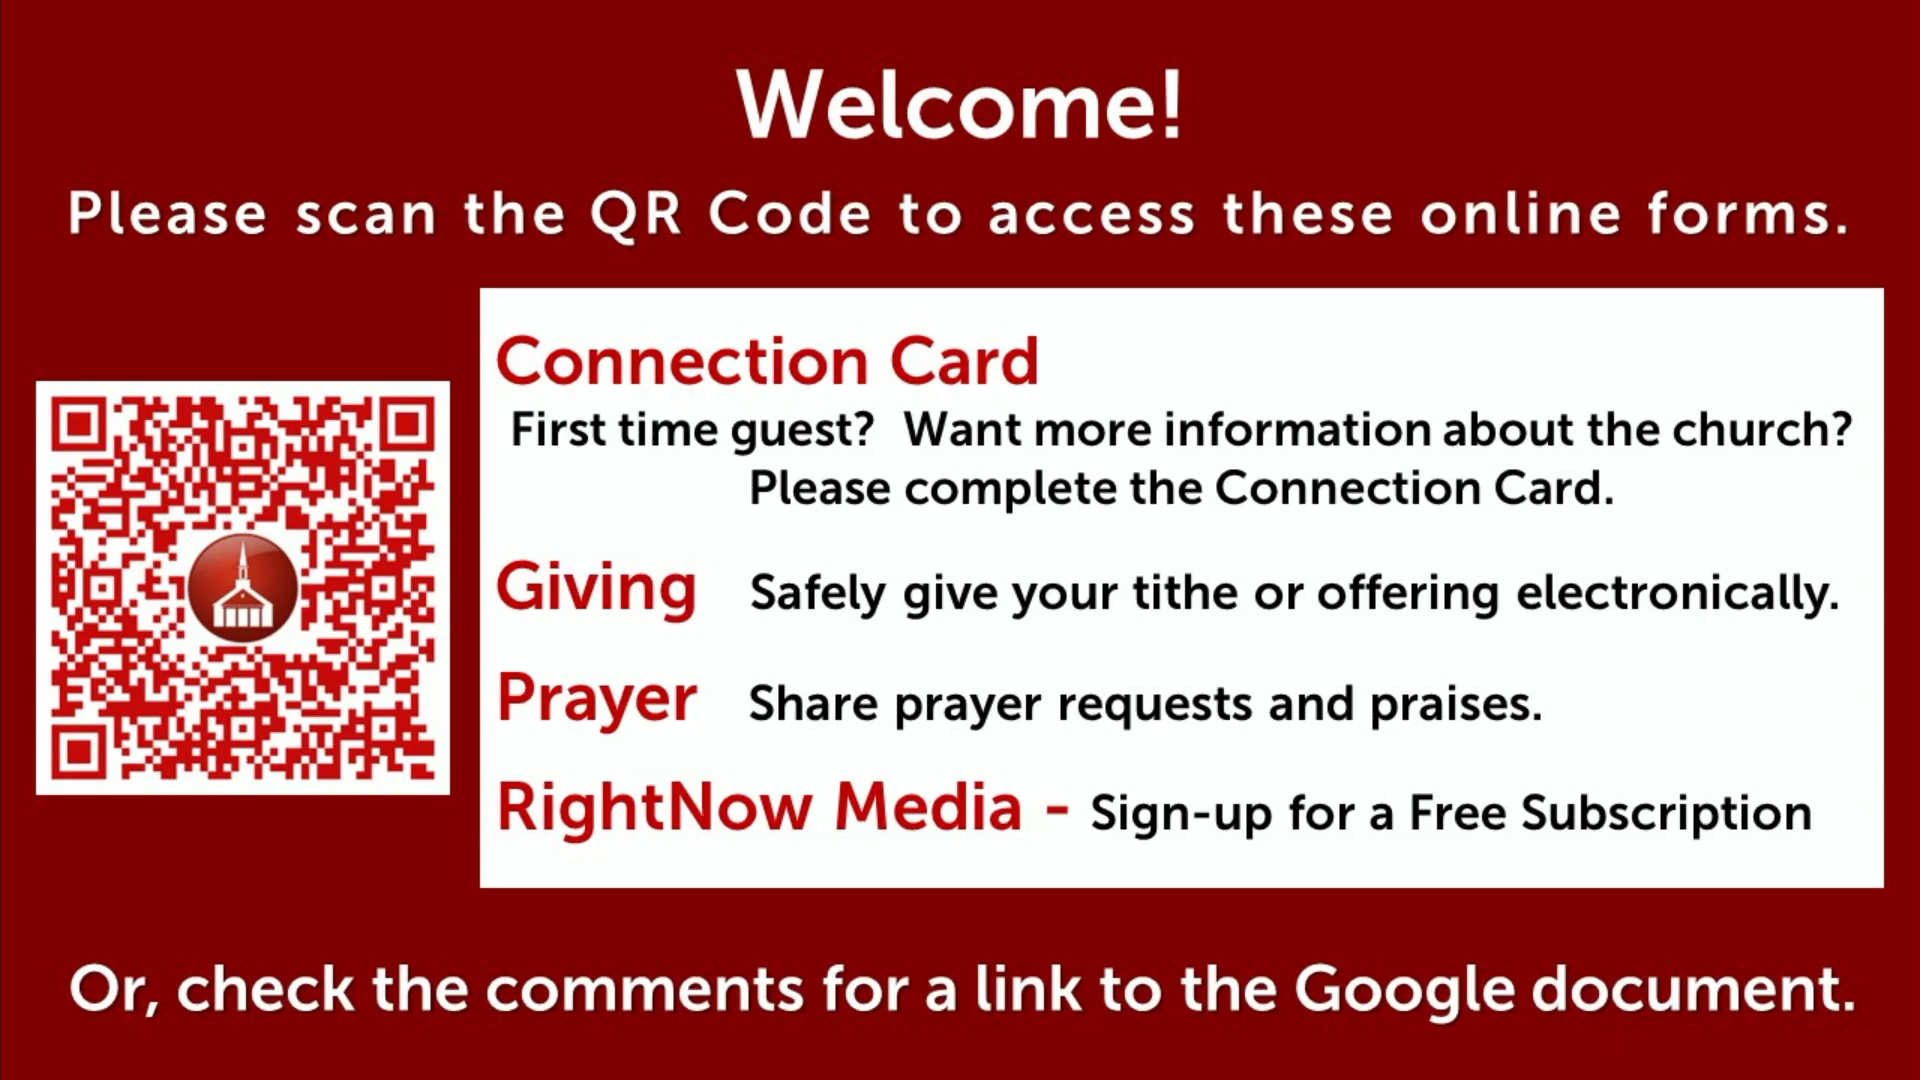 Welcome!
Please scan the QR Code to access these online forms.
Connection Card
First time guest? Want more information about the church?
Please complete the Connection Card.
Giving Safely give your tithe or offering electronically.
Prayer Share prayer requests and praises.
RightNow Media - Sign-up for a Free Subscription
Or, check the comments for a link to the Google document.